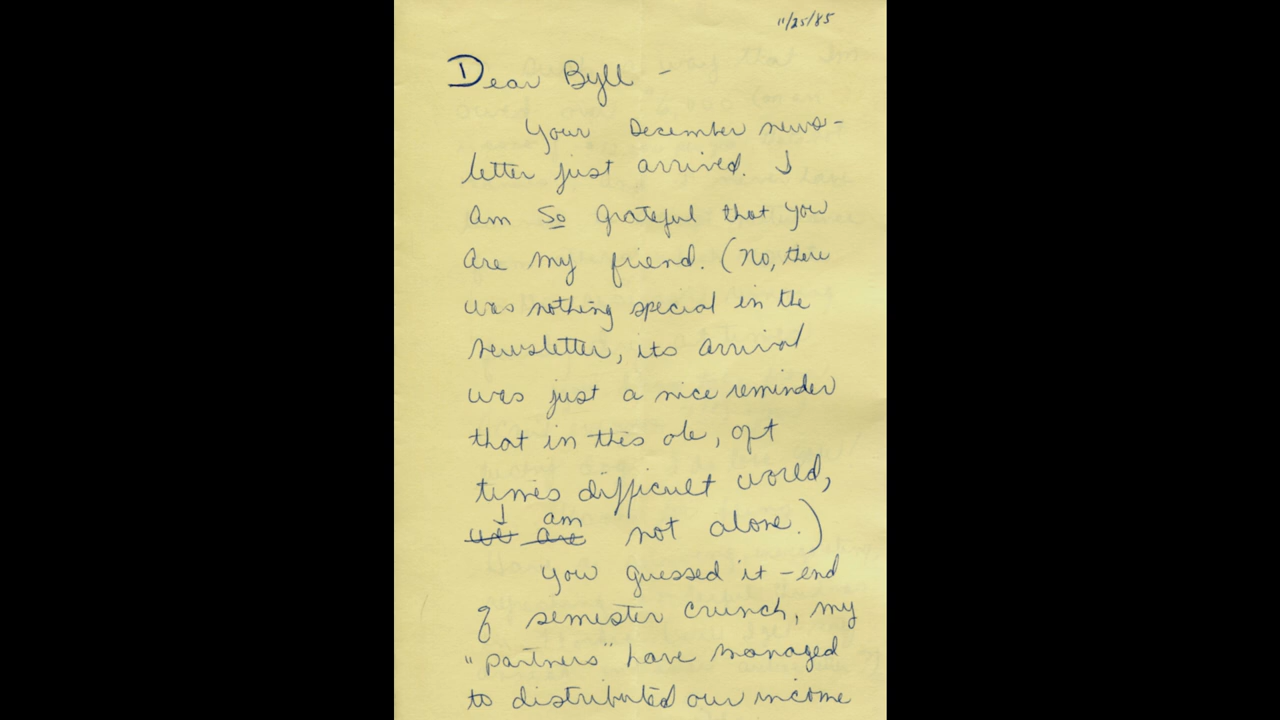 11/25/85
Dear Byll -
Your December news-
letter just arrived. I
am so grateful that you
are my friend. (No, there
was nothing special in the
newsletter, its arrival
was just a nice reminder
that in this ole, oft
times difficult world,
I am
we are not alone.)
You guessed it - end
of semester crunch, my
"partners" have managed
to distributed our income